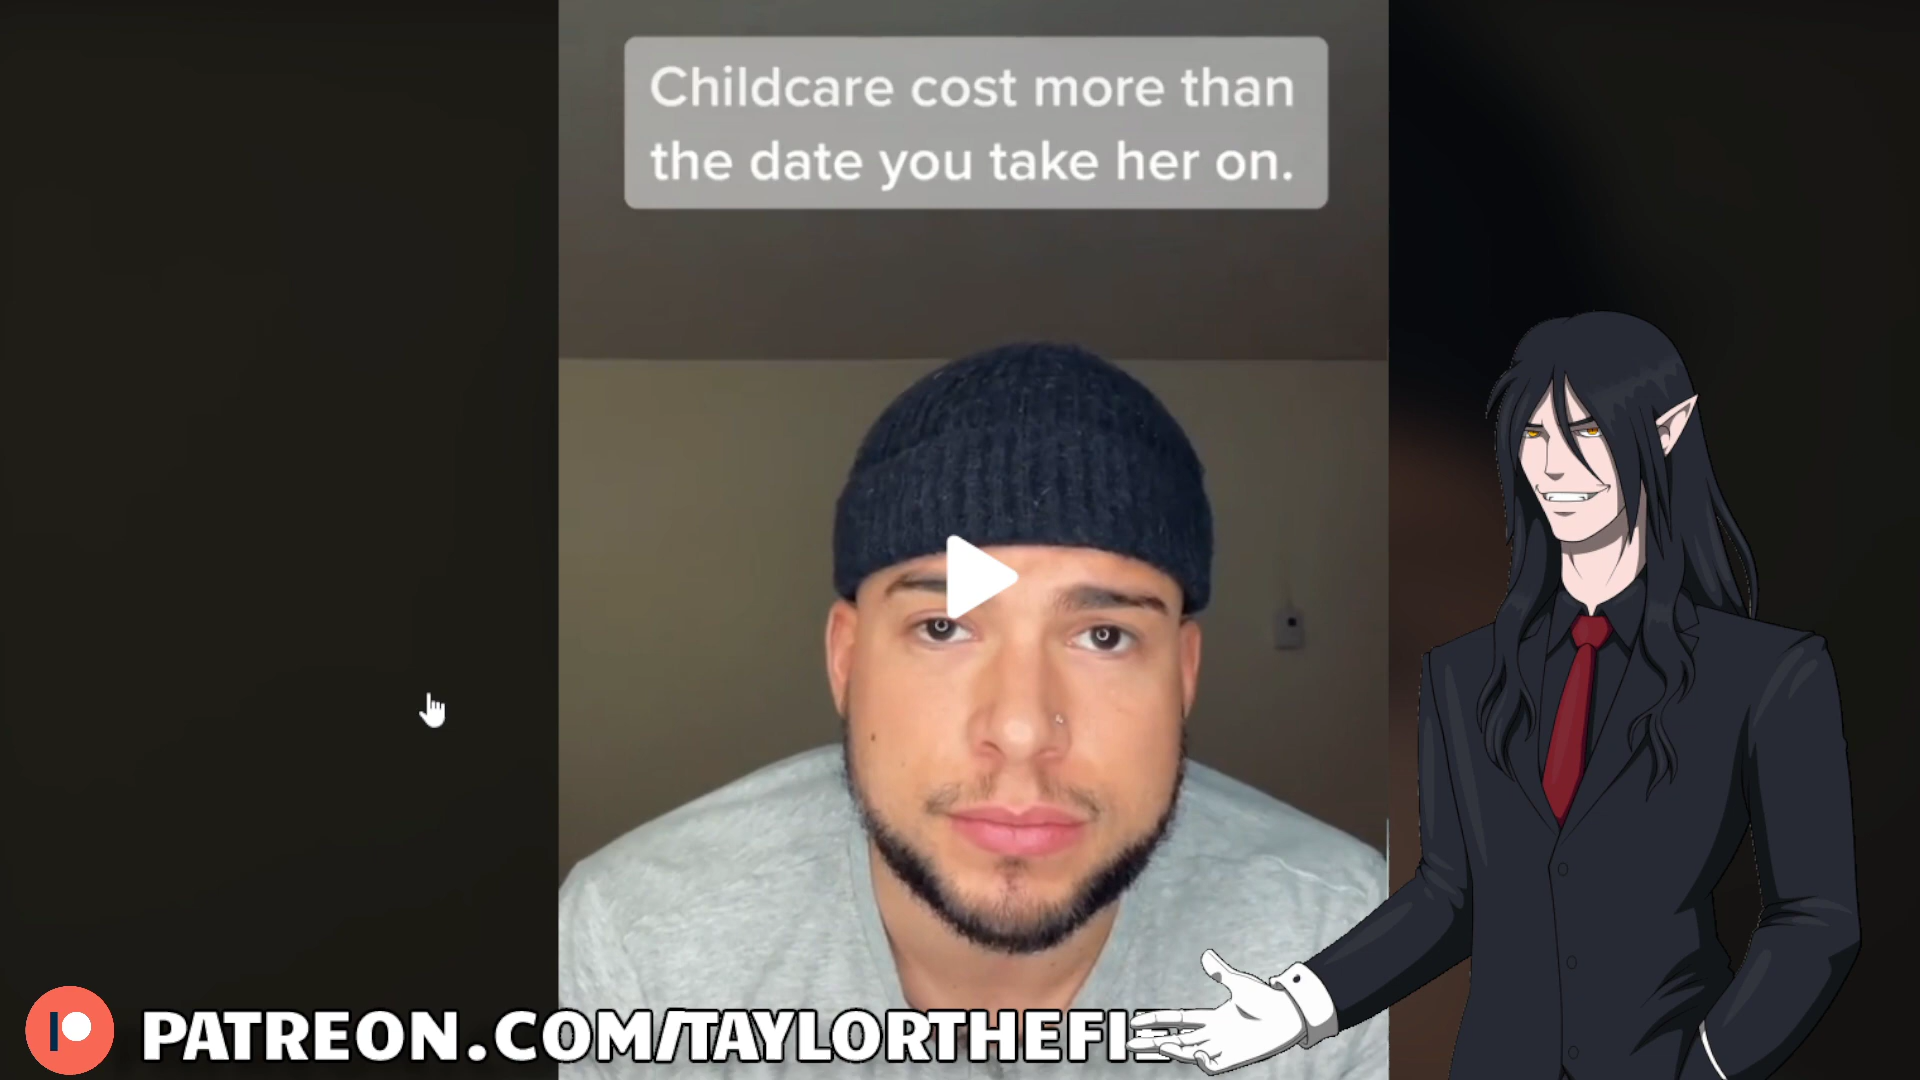 Childcare cost more than
the date you take her on.
PATREON.COM/TAYLORTHEFI